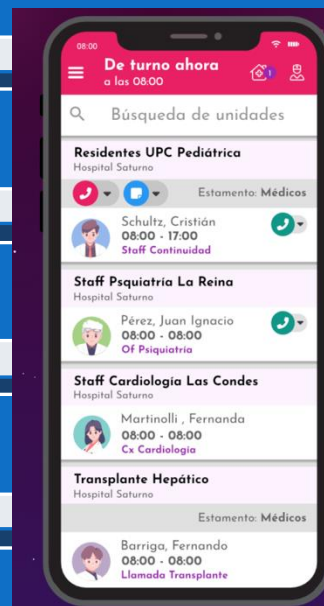 08:00
De turno ahora
a las 08:00
1
Búsqueda de unidades
Residentes UPC Pediátrica
Hospital Saturno
Estamento: Médicos
Schultz, Cristián
08:00 - 17:00
Staff Continuidad
Staff Psquiatría La Reina
Hospital Saturno
Pérez, Juan Ignacio
08:00 - 08:00
Of Psiquiatria
Staff Cardiología Las Condes
Hospital Saturno
Martinolli , Fernanda
08:00 - 08:00
Cx Cardiologia
Transplante Hepático
Hospital Saturno
Estamento: Médicos
Barriga, Fernando
08:00 - 08:00
Llamada Transplante